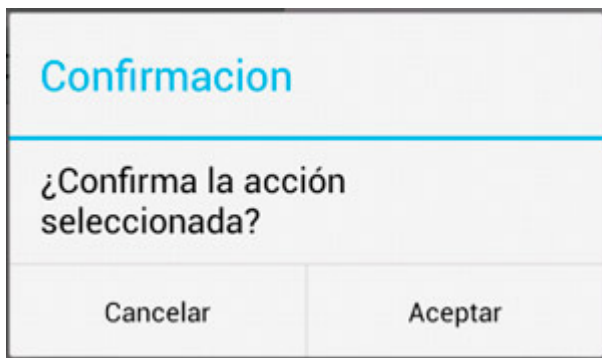 Confirmacion
¿Confirma la acción
seleccionada?
Cancelar
Aceptar